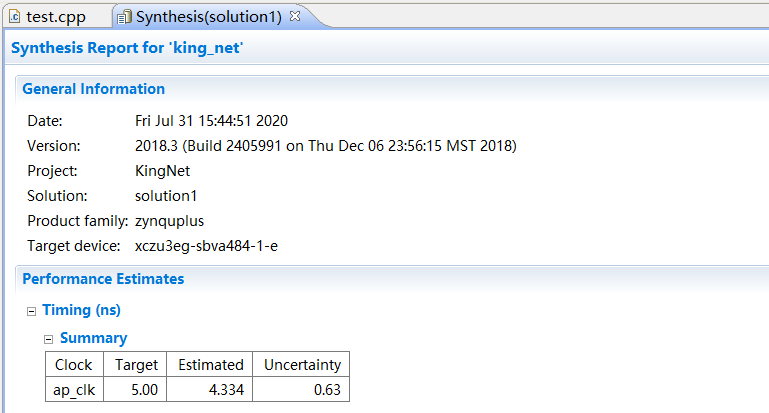 test.cpp Synthesis(solution1)
Synthesis Report for 'king_net'
General Information
Date: Fri Jul 31 15:44:51 2020
Version: 2018.3 (Build 2405991 on Thu Dec 06 23:56:15 MST 2018)
Project: KingNet
Solution: solution1
Product family: zynquplus
Target device: xczu3eg-sbva484-1-e
Performance Estimates
Timing (ns)
Summary
Clock Target Estimated Uncertainty
ap_clk 5.00 4.334 0.63